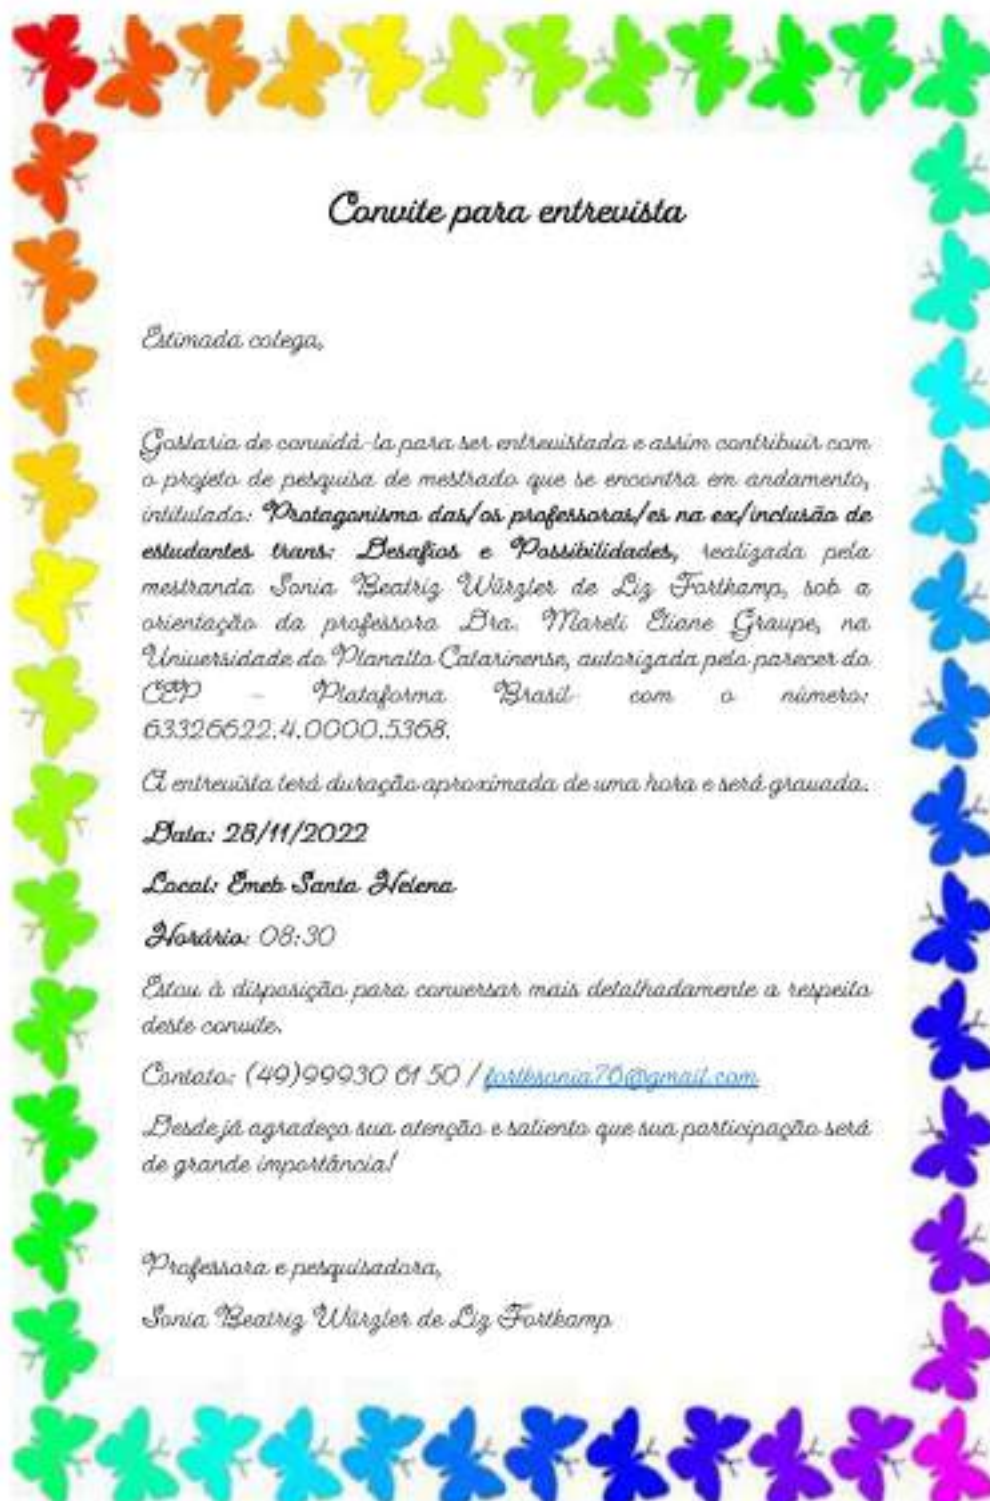 Convite para entrevista
Estimada colega,
Gostaria de convidá-la para ser entrevistada e assim contribuir com
o projeto de pesquisa de mestrado que se encontra em andamento,
intitulado: Protagonismo das/os professoras/es na ex/inclusão de
estudantes trans: Desafios e Possibilidades, realizada pela
mestranda Sonia Beatriz Würzler de Liz Fortkamp, sob a
orientação da professora Dra. Mareli Eliane Graupe, na
Universidade do Planalto Catarinense, autorizada pelo parecer do
CEP – Plataforma Brasil com o número:
63326622.4.0000.5368.
A entrevista terá duração aproximada de uma hora e será gravada.
Data: 28/11/2022
Local: Emeb Santa Helena
Horário: 08:30
Estou à disposição para conversar mais detalhadamente a respeito
deste convite.
Contato: (49)99930 61 50 / fortksonia76@gmail.com
Desde já agradeço sua atenção e saliento que sua participação será
de grande importância!
Professora e pesquisadora,
Sonia Beatriz Würzler de Liz Fortkamp